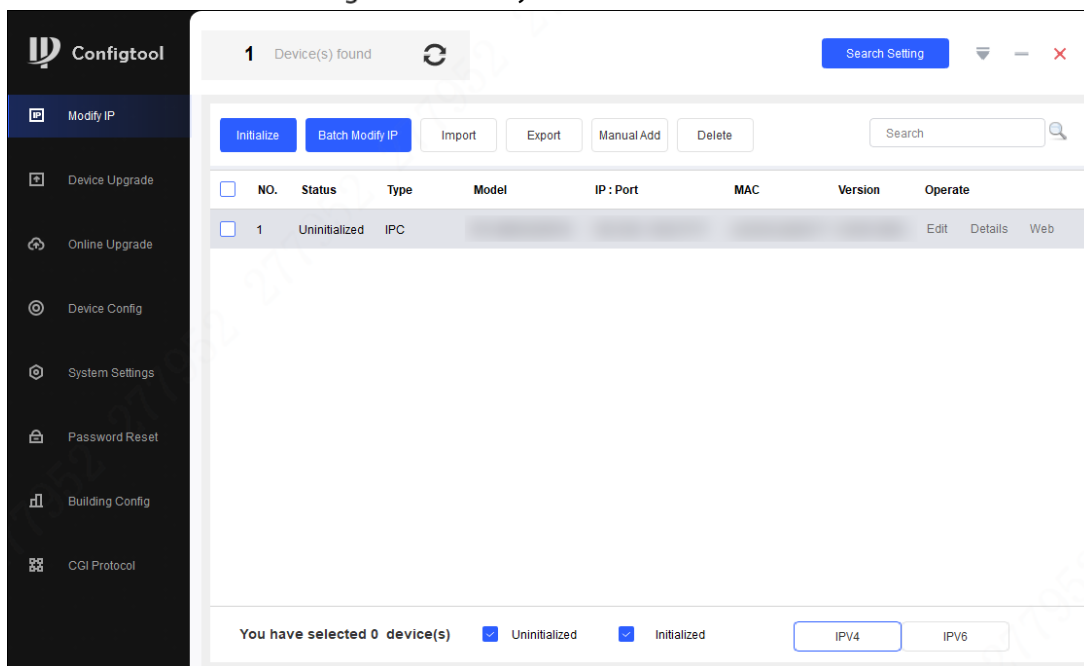 Configtool
1 Device(s) found
Search Setting
Modify IP
Device Upgrade
Online Upgrade
Device Config
System Settings
Password Reset
Building Config
CGI Protocol
Initialize Batch Modify IP Import Export Manual Add Delete Search
NO. Status Type Model IP : Port MAC Version Operate
1 Uninitialized IPC Edit Details Web
You have selected 0 device(s) Uninitialized Initialized IPV4 IPV6